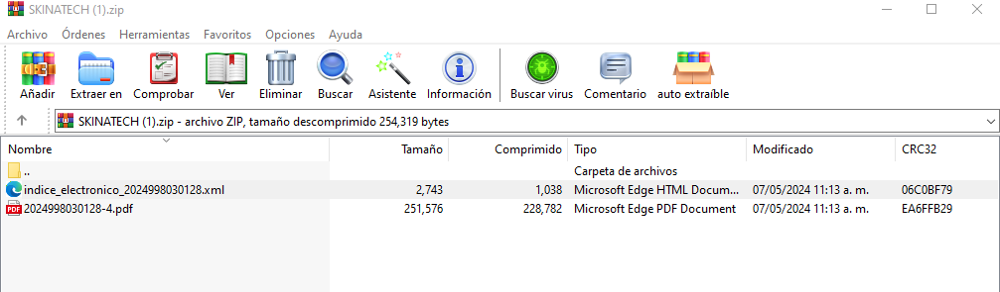 SKINATECH (1).zip
Archivo Órdenes Herramientas Favoritos Opciones Ayuda
Añadir Extraer en Comprobar Ver Eliminar Buscar Asistente Información Buscar virus Comentario auto extraíble
SKINATECH (1).zip - archivo ZIP, tamaño descomprimido 254,319 bytes
Nombre Tamaño Comprimido Tipo Modificado CRC32
.. Carpeta de archivos
indice_electronico_2024998030128.xml 2,743 1,038 Microsoft Edge HTML Docum... 07/05/2024 11:13 a. m. 06C0BF79
PDF 2024998030128-4.pdf 251,576 228,782 Microsoft Edge PDF Document 07/05/2024 11:13 a. m. EA6FFB29